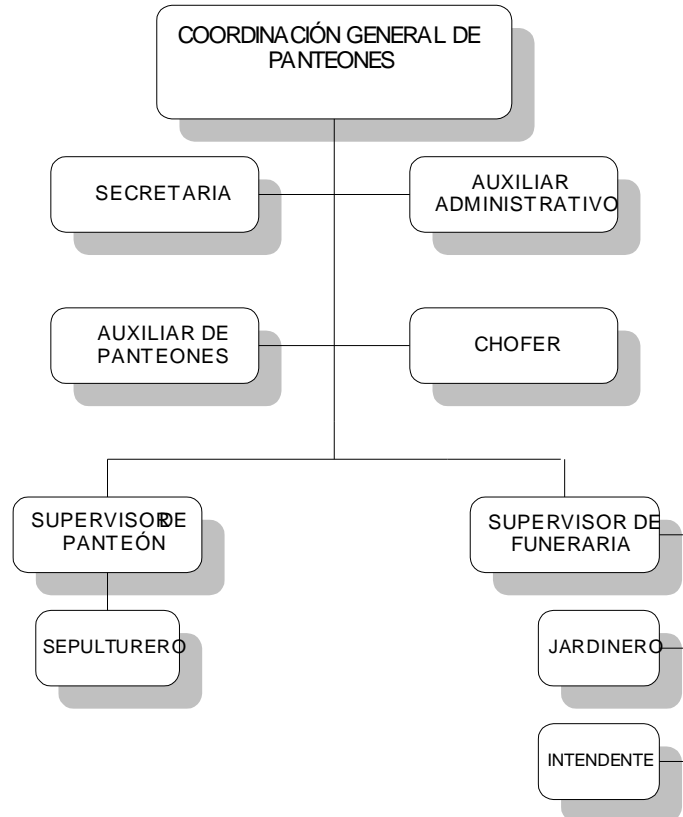 COORDINACIÓN GENERAL DE
PANTEONES
SECRETARIA
AUXILIAR
ADMINISTRATIVO
AUXILIAR DE
PANTEONES
CHOFER
SUPERVISOR DE
PANTEÓN
SUPERVISOR DE
FUNERARIA
SEPULTURERO
JARDINERO
INTENDENTE